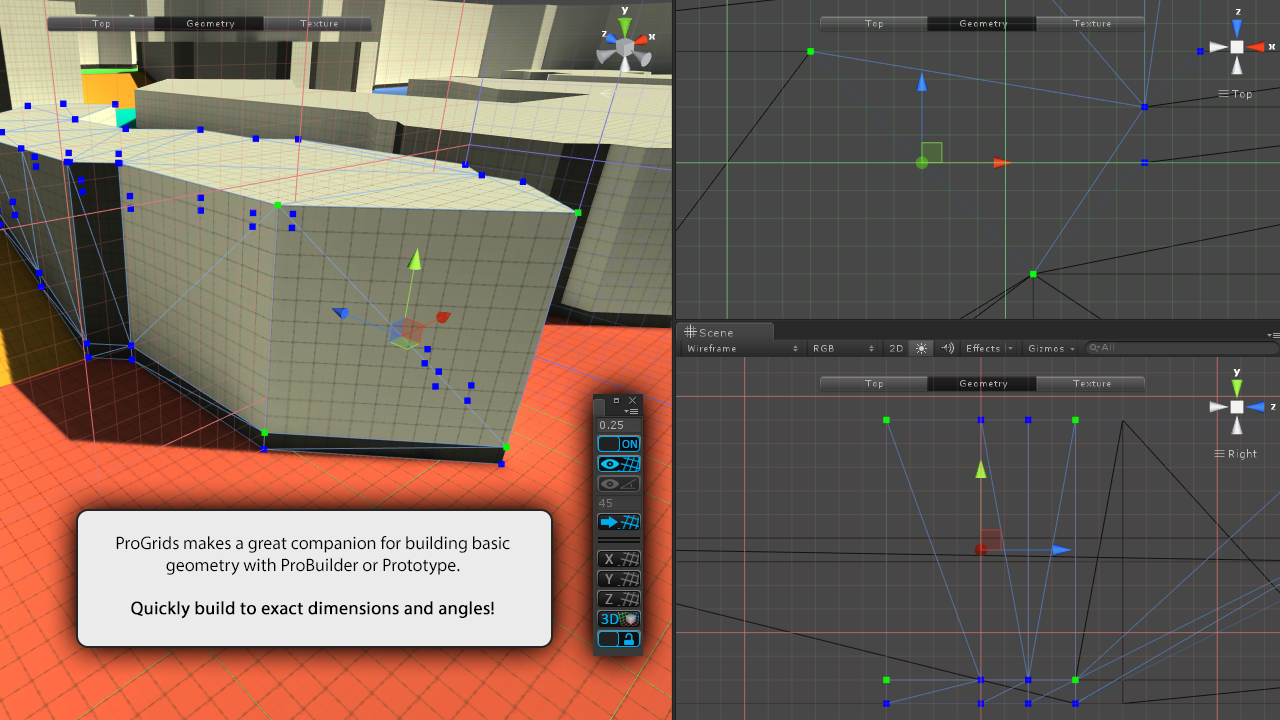 Top Geometry Texture
y
z x
Top Geometry Texture
z
x
Top
Scene
Wireframe RGB 2D Effects Gizmos All
Top Geometry Texture
y
z
Right
0.25
ON
45
X
Y
Z
3D
ProGrids makes a great companion for building basic
geometry with ProBuilder or Prototype.
Quickly build to exact dimensions and angles!